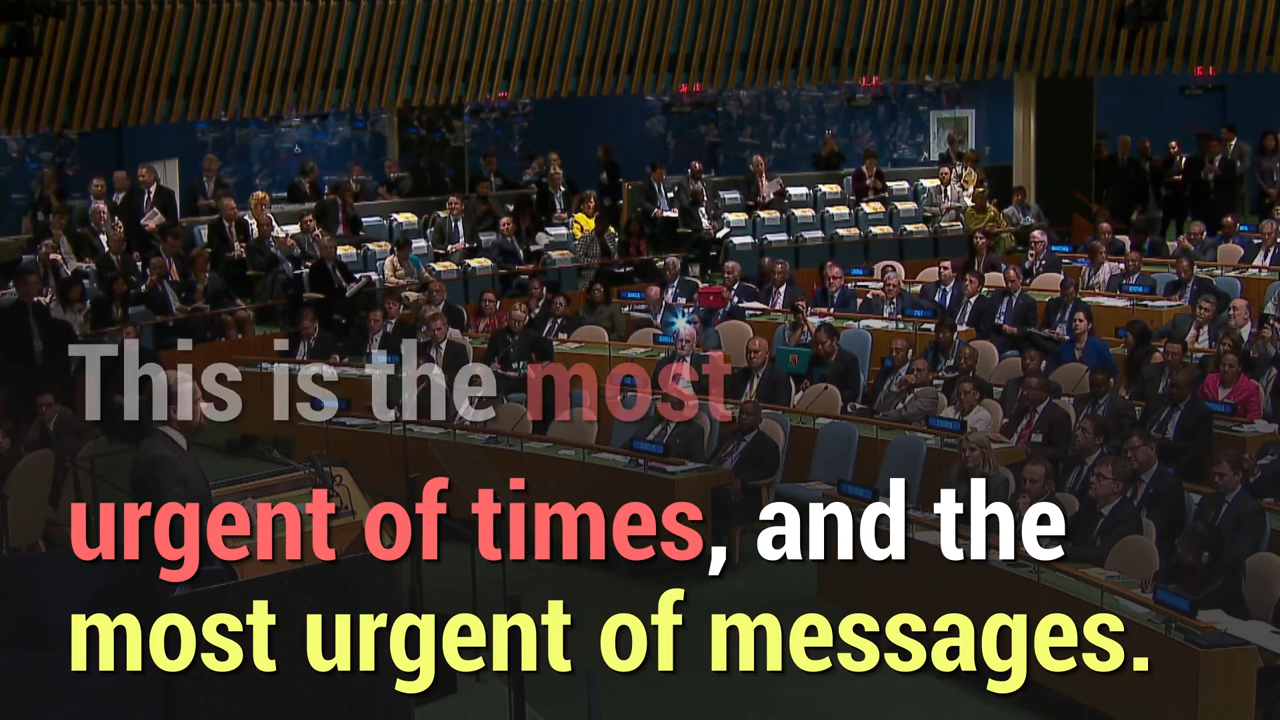 This is the most
urgent of times, and the
most urgent of messages.